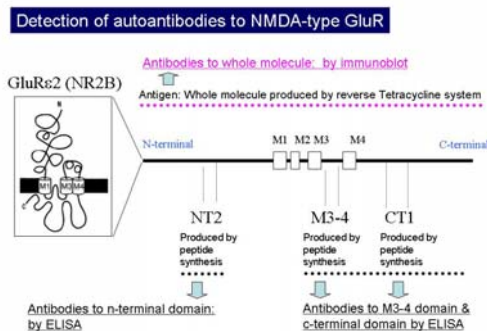 Detection of autoantibodies to NMDA-type GluR
Antibodies to whole molecule: by immunoblot
GluRε2 (NR2B)
Antigen: Whole molecule produced by reverse Tetracycline system
N
N-terminal
M1 M2 M3 M4
C-terminal
M1 M3 M4
C
NT2
M3-4
CT1
Produced by
peptide
synthesis
Produced by
peptide
synthesis
Produced by
peptide
synthesis
Antibodies to n-terminal domain:
by ELISA
Antibodies to M3-4 domain &
c-terminal domain by ELISA